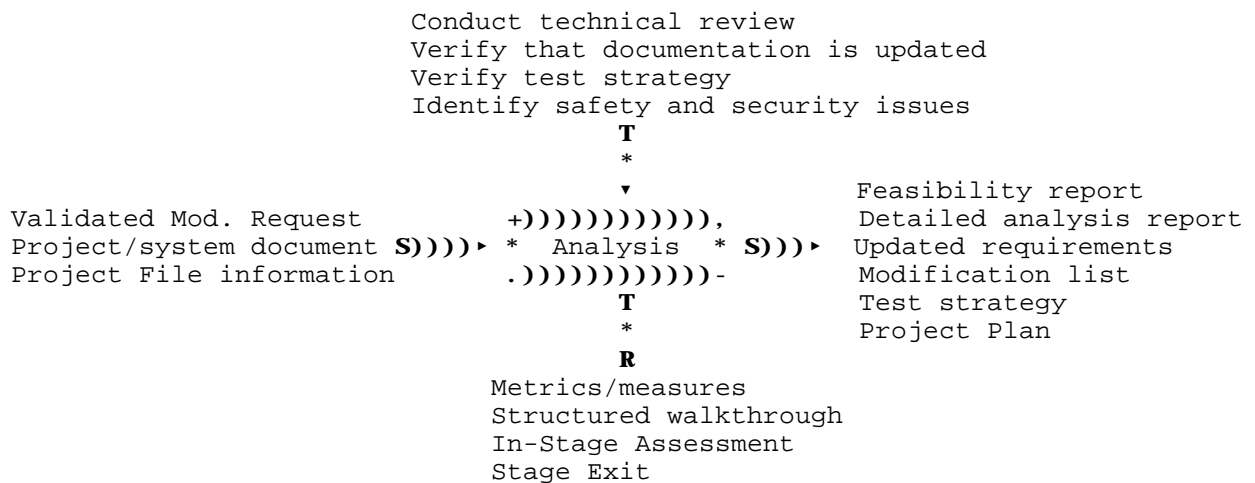 Conduct technical review
Verify that documentation is updated
Verify test strategy
Identify safety and security issues
T
*
▼
Feasibility report
Validated Mod. Request +)))))))))))), Detailed analysis report
Project/system document S))))► * Analysis * S)))► Updated requirements
Project File information .))))))))))))- Modification list
T Test strategy
* Project Plan
R
Metrics/measures
Structured walkthrough
In-Stage Assessment
Stage Exit